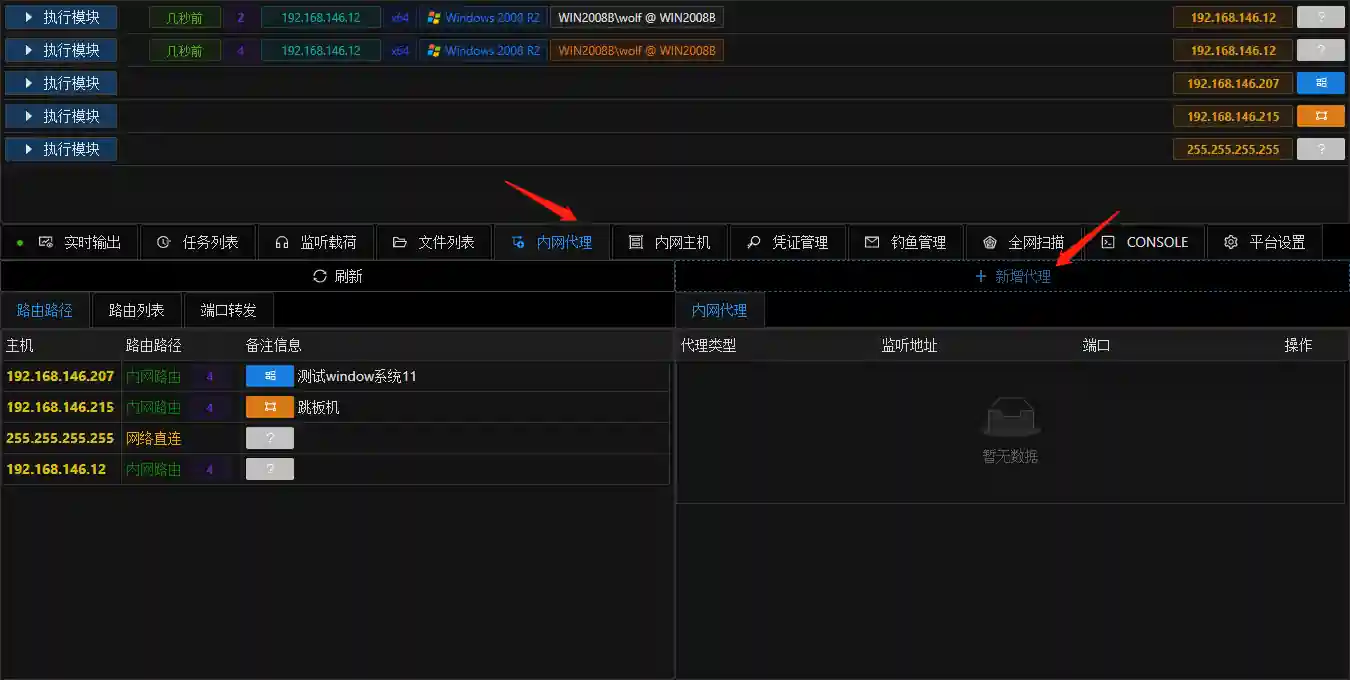 执行模块 几秒前 2 192.168.146.12 x64 Windows 2008 R2 WIN2008B\wolf @ WIN2008B 192.168.146.12 ?
执行模块 几秒前 4 192.168.146.12 x64 Windows 2008 R2 WIN2008B\wolf @ WIN2008B 192.168.146.12 ?
执行模块 192.168.146.207
执行模块 192.168.146.215
执行模块 255.255.255.255 ?
实时输出 任务列表 监听载荷 文件列表 内网代理 内网主机 凭证管理 钓鱼管理 全网扫描 CONSOLE 平台设置
刷新 + 新增代理
路由路径 路由列表 端口转发 内网代理
主机 路由路径 备注信息 代理类型 监听地址 端口 操作
192.168.146.207 内网路由 4 测试window系统11
192.168.146.215 内网路由 4 跳板机
255.255.255.255 网络直连 ?
暂无数据
192.168.146.12 内网路由 4 ?